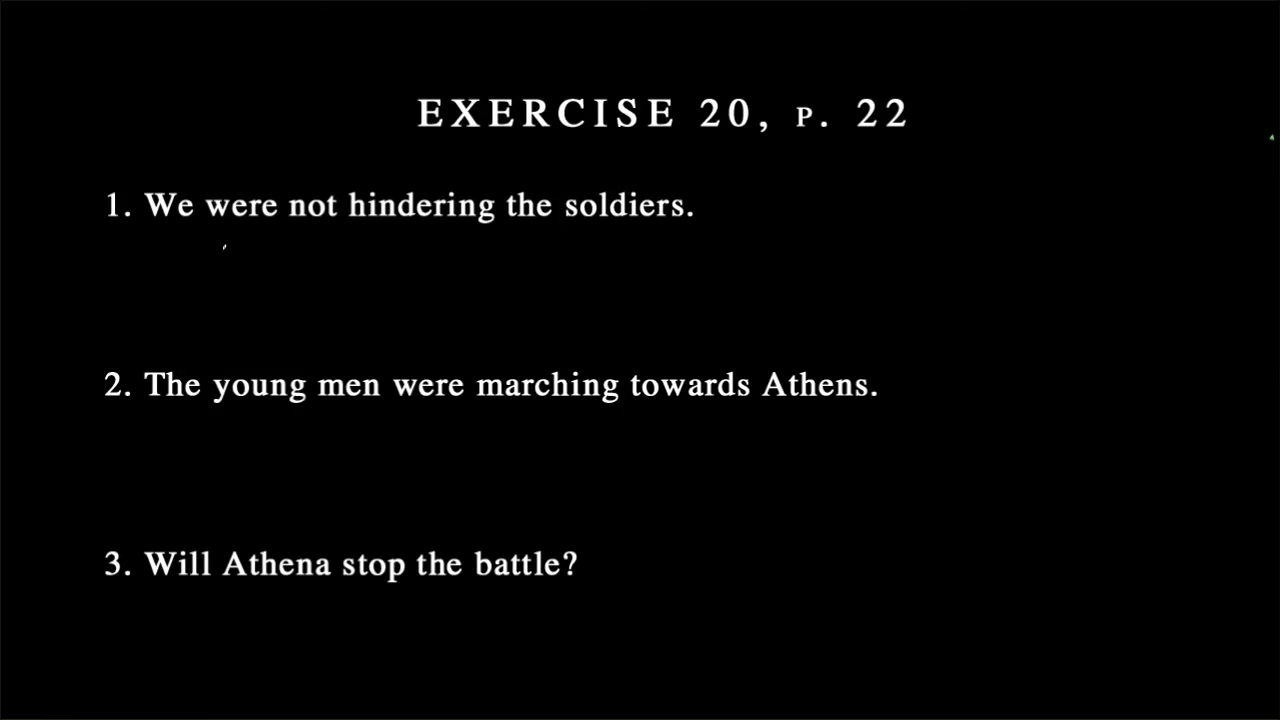 EXERCISE 20, P. 22
1. We were not hindering the soldiers.
2. The young men were marching towards Athens.
3. Will Athena stop the battle?